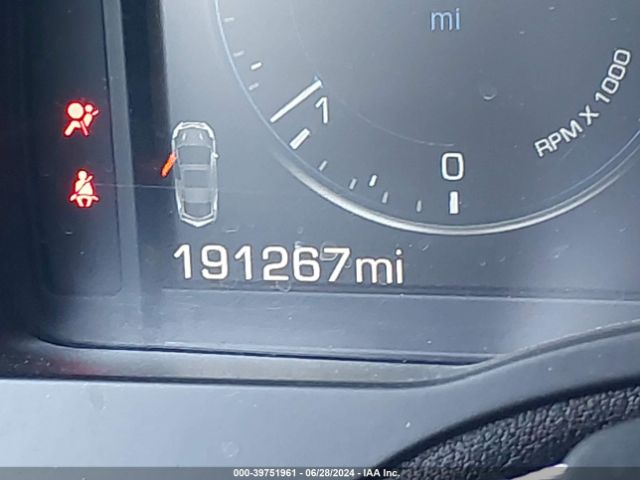 mi
1
0
RPM X 1000
191267mi
000-39751961 - 06/28/2024 - IAA Inc.